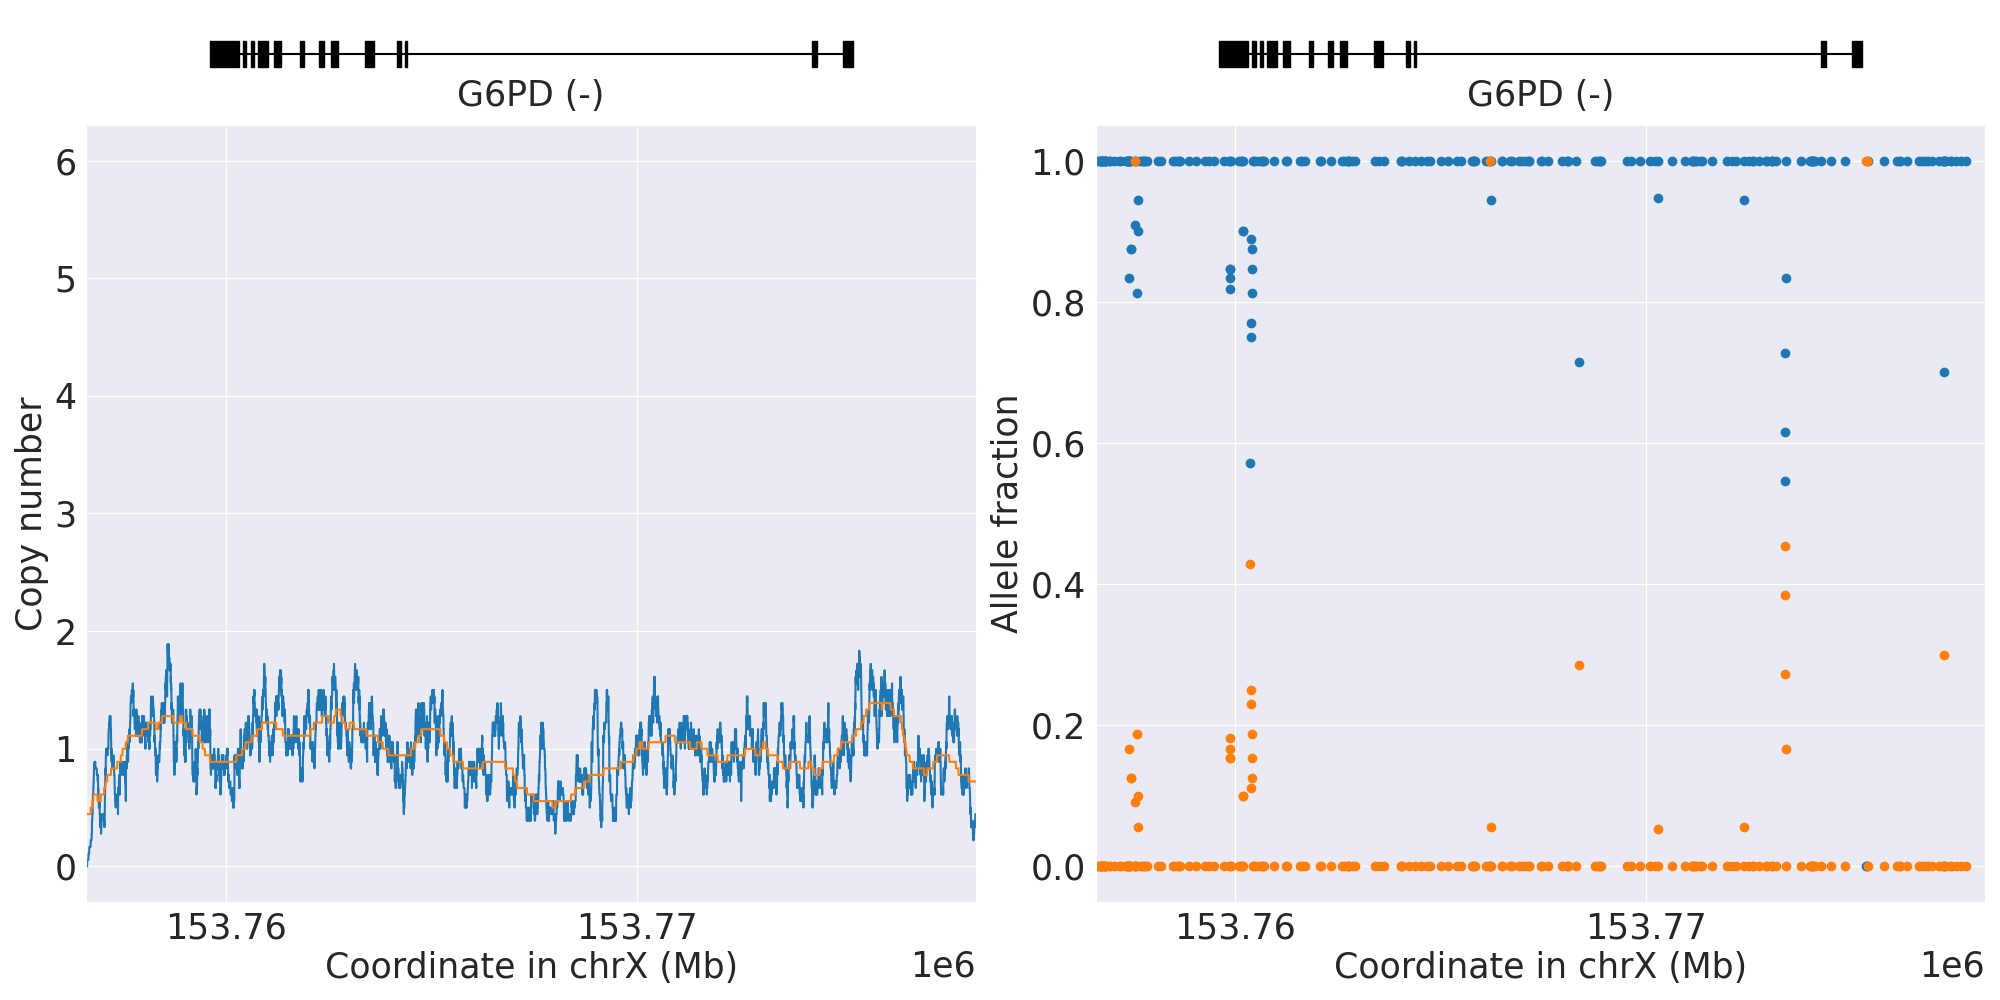 G6PD (-)
6
5
4
3
2
1
0
Copy number
153.76
153.77
Coordinate in chrX (Mb)
1e6
G6PD (-)
1.0
0.8
0.6
0.4
0.2
0.0
Allele fraction
153.76
153.77
Coordinate in chrX (Mb)
1e6